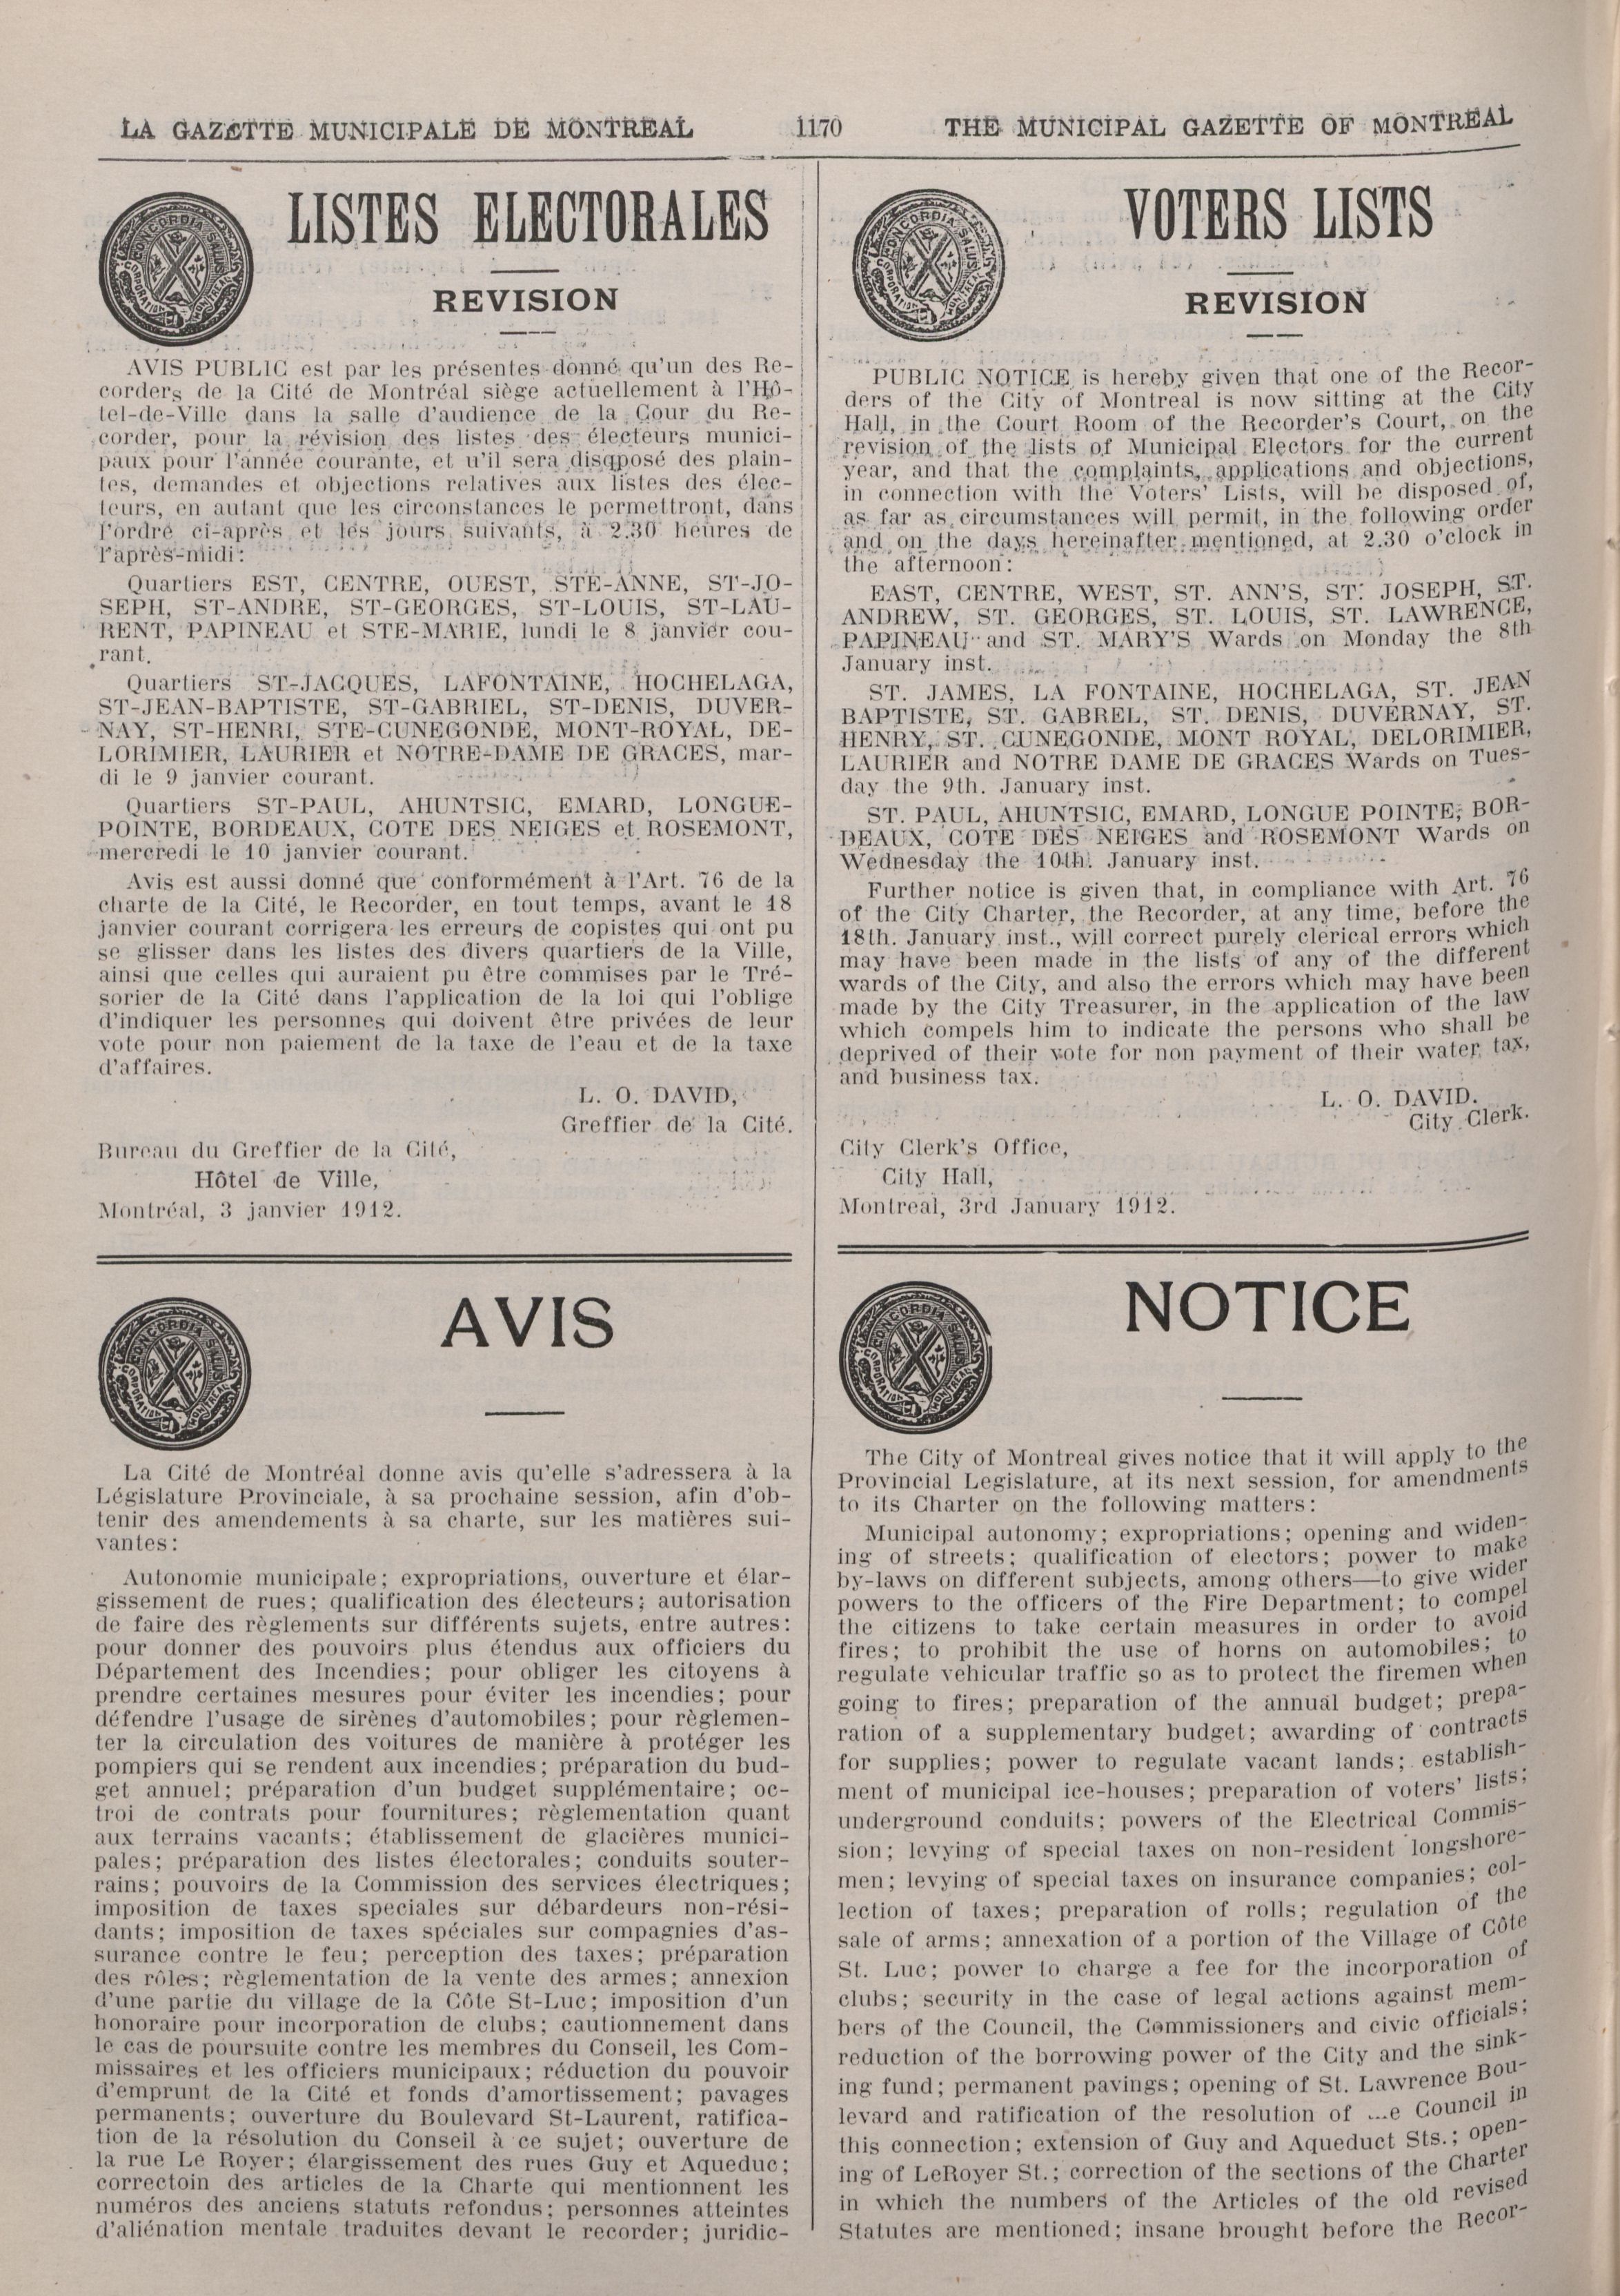 LA GAZETTE MUNICIPALE DE MONTREAL 1170 THE MUNICIPAL GAZETTE OF MONTREAL
LISTES ELECTORALES
REVISION
AVIS PUBLIC est par les présentes donné qu'un des Re-
corders de la Cité de Montréal siège actuellement à l'Hô-
tel-de-Ville dans la salle d'audience de la Cour du Re-
corder, pour la révision des listes des électeurs munici-
paux pour l'année courante, et u'il sera disqposé des plain-
tes, demandes et objections relatives aux listes des élec-
teurs, en autant que les circonstances le permettront, dans
l'ordre ci-après et les jours suivants, à 2.30 heures de
l'après-midi:
Quartiers EST, CENTRE, OUEST, STE-ANNE, ST-JO-
SEPH, ST-ANDRE, ST-GEORGES, ST-LOUIS, ST-LAU-
RENT, PAPINEAU et STE-MARIE, lundi le 8 janvier cou-
rant.
Quartiers ST-JACQUES, LAFONTAINE, HOCHELAGA,
ST-JEAN-BAPTISTE, ST-GABRIEL, ST-DENIS, DUVER-
NAY, ST-HENRI, STE-CUNEGONDE, MONT-ROYAL, DE-
LORIMIER, LAURIER et NOTRE-DAME DE GRACES, mar-
di le 9 janvier courant.
Quartiers ST-PAUL, AHUNTSIC, EMARD, LONGUE-
POINTE, BORDEAUX, COTE DES NEIGES et ROSEMONT,
mercredi le 10 janvier courant.
Avis est aussi donné que conformément à l'Art. 76 de la
charte de la Cité, le Recorder, en tout temps, avant le 18
janvier courant corrigera les erreurs de copistes qui ont pu
se glisser dans les listes des divers quartiers de la Ville,
ainsi que celles qui auraient pu être commises par le Tré-
sorier de la Cité dans l'application de la loi qui l'oblige
d'indiquer les personnes qui doivent être privées de leur
vote pour non paiement de la taxe de l'eau et de la taxe
d'affaires.
L. O. DAVID,
Greffier de la Cité.
Bureau du Greffier de la Cité,
Hôtel de Ville,
Montréal, 3 janvier 1912.
AVIS
La Cité de Montréal donne avis qu'elle s'adressera à la
Législature Provinciale, à sa prochaine session, afin d'ob-
tenir des amendements à sa charte, sur les matières sui-
vantes:
Autonomie municipale; expropriations, ouverture et élar-
gissement de rues; qualification des électeurs; autorisation
de faire des règlements sur différents sujets, entre autres:
pour donner des pouvoirs plus étendus aux officiers du
Département des Incendies; pour obliger les citoyens à
prendre certaines mesures pour éviter les incendies; pour
défendre l'usage de sirènes d'automobiles; pour règlemen-
ter la circulation des voitures de manière à protéger les
pompiers qui se rendent aux incendies; préparation du bud-
get annuel; préparation d'un budget supplémentaire; oc-
troi de contrats pour fournitures; règlementation quant
aux terrains vacants; établissement de glacières munici-
pales; préparation des listes électorales; conduits souter-
rains; pouvoirs de la Commission des services électriques;
imposition de taxes speciales sur débardeurs non-rési-
dants; imposition de taxes spéciales sur compagnies d'as-
surance contre le feu; perception des taxes; préparation
des rôles; règlementation de la vente des armes; annexion
d'une partie du village de la Côte St-Luc; imposition d'un
honoraire pour incorporation de clubs; cautionnement dans
le cas de poursuite contre les membres du Conseil, les Com-
missaires et les officiers municipaux; réduction du pouvoir
d'emprunt de la Cité et fonds d'amortissement; pavages
permanents; ouverture du Boulevard St-Laurent, ratifica-
tion de la résolution du Conseil à ce sujet; ouverture de
la rue Le Royer; élargissement des rues Guy et Aqueduc;
correctoin des articles de la Charte qui mentionnent les
numéros des anciens statuts refondus; personnes atteintes
d'aliénation mentale traduites devant le recorder; juridic-
VOTERS LISTS
REVISION
PUBLIC NOTICE is hereby given that one of the Recor-
ders of the City of Montreal is now sitting at the City
Hall, in the Court Room of the Recorder's Court, on the
revision of the lists of Municipal Electors for the current
year, and that the complaints, applications and objections,
in connection with the Voters' Lists, will be disposed of,
as far as circumstances will permit, in the following order
and on the days hereinafter mentioned, at 2.30 o'clock in
the afternoon:
EAST, CENTRE, WEST, ST. ANN'S, ST. JOSEPH, ST.
ANDREW, ST. GEORGES, ST. LOUIS, ST. LAWRENCE,
PAPINEAU and ST. MARY'S Wards on Monday the 8th
January inst.
ST. JAMES, LA FONTAINE, HOCHELAGA, ST. JEAN
BAPTISTE, ST. GABREL, ST. DENIS, DUVERNAY, ST.
HENRY, ST. CUNEGONDE, MONT ROYAL, DELORIMIER,
LAURIER and NOTRE DAME DE GRACES Wards on Tues-
day the 9th. January inst.
ST. PAUL, AHUNTSIC, EMARD, LONGUE POINTE, BOR-
DEAUX, COTE DES NEIGES and ROSEMONT Wards on
Wednesday the 10th. January inst.
Further notice is given that, in compliance with Art. 76
of the City Charter, the Recorder, at any time, before the
18th. January inst., will correct purely clerical errors which
may have been made in the lists of any of the different
wards of the City, and also the errors which may have been
made by the City Treasurer, in the application of the law
which compels him to indicate the persons who shall be
deprived of their vote for non payment of their water tax,
and business tax.
L. O. DAVID.
City Clerk.
City Clerk's Office,
City Hall,
Montreal, 3rd January 1912.
NOTICE
The City of Montreal gives notice that it will apply to the
Provincial Legislature, at its next session, for amendments
to its Charter on the following matters:
Municipal autonomy; expropriations; opening and widen-
ing of streets; qualification of electors; power to make
by-laws on different subjects, among others—to give wider
powers to the officers of the Fire Department; to compel
the citizens to take certain measures in order to avoid
fires; to prohibit the use of horns on automobiles; to
regulate vehicular traffic so as to protect the firemen when
going to fires; preparation of the annual budget; prepa-
ration of a supplementary budget; awarding of contracts
for supplies; power to regulate vacant lands; establish-
ment of municipal ice-houses; preparation of voters' lists;
underground conduits; powers of the Electrical Commis-
sion; levying of special taxes on non-resident longshore-
men; levying of special taxes on insurance companies; col-
lection of taxes; preparation of rolls; regulation of the
sale of arms; annexation of a portion of the Village of Côte
St. Luc; power to charge a fee for the incorporation of
clubs; security in the case of legal actions against mem-
bers of the Council, the Commissioners and civic officials;
reduction of the borrowing power of the City and the sink-
ing fund; permanent pavings; opening of St. Lawrence Bou-
levard and ratification of the resolution of Council in
this connection; extension of Guy and Aqueduct Sts.; open-
ing of LeRoyer St.; correction of the sections of the Charter
in which the numbers of the Articles of the old revised
Statutes are mentioned; insane brought before the Recor-